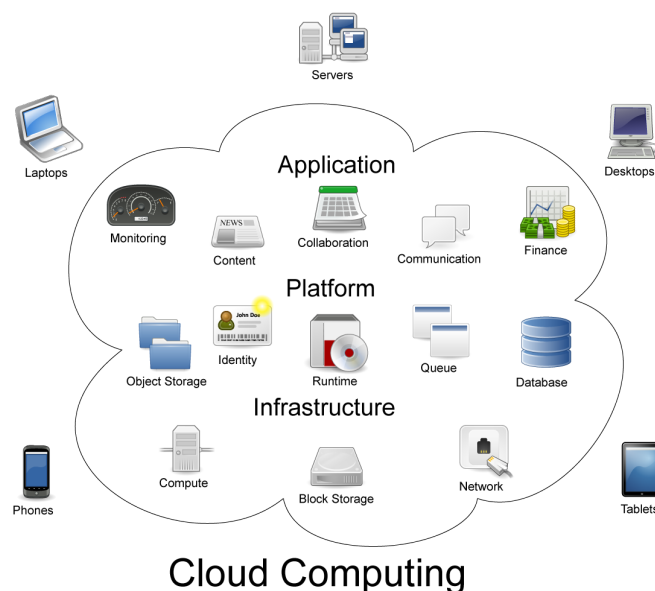 Servers
Laptops
Desktops
Application
Monitoring
NEWS
Content
Collaboration
Communication
Finance
Platform
John Doe
Object Storage
Identity
Runtime
Queue
Database
Infrastructure
Compute
Block Storage
Network
Phones
Tablets
Cloud Computing